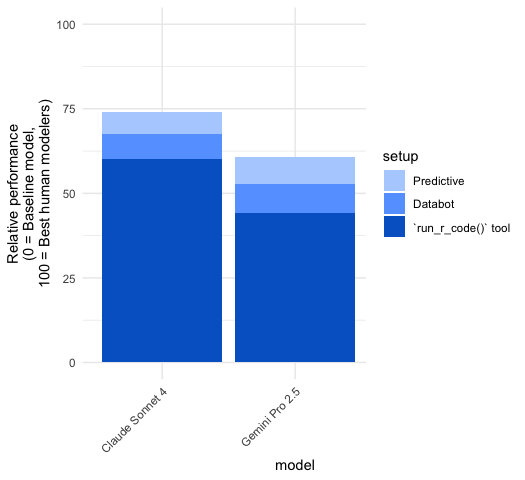 100
75
50
25
0
Relative performance
(0 = Baseline model,
100 = Best human modelers)
Claude Sonnet 4
Gemini Pro 2.5
model
setup
Predictive
Databot
`run_r_code()` tool